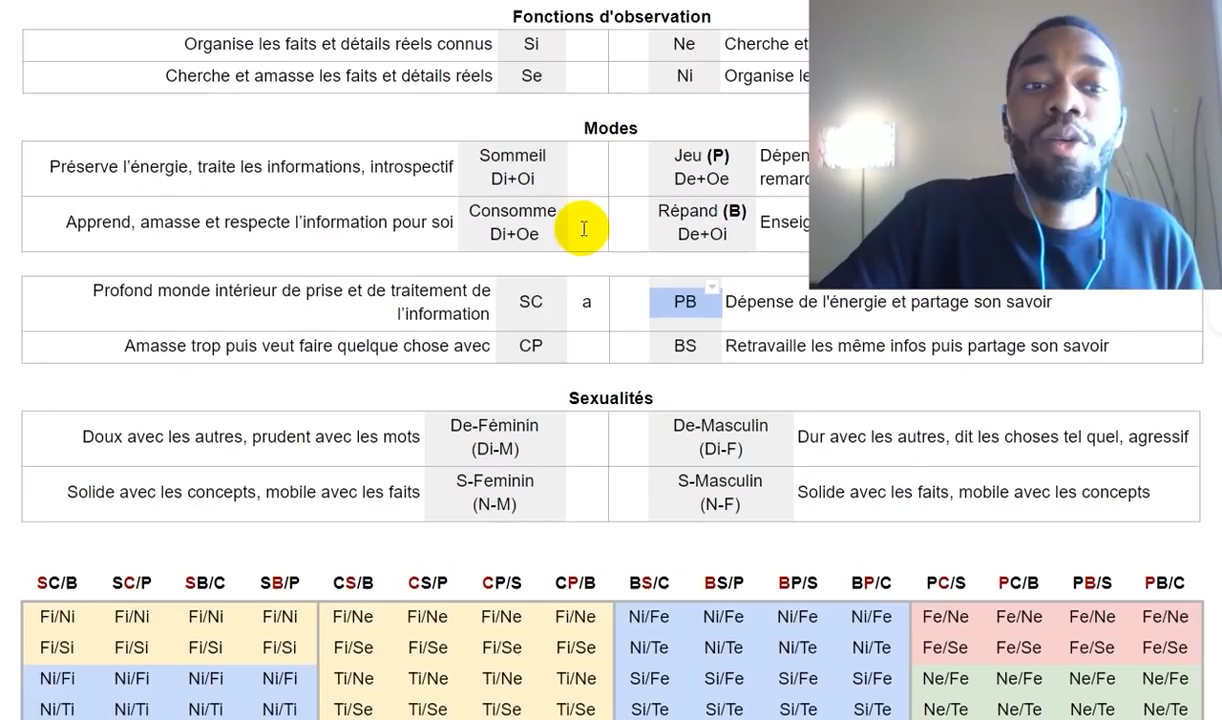 Fonctions d'observation
Organise les faits et détails réels connus Si Ne Cherche et
Cherche et amasse les faits et détails réels Se Ni Organise le
Modes
Préserve l'énergie, traite les informations, introspectif Sommeil Di+Oi Jeu (P) De+Oe Dépen
remarc
Apprend, amasse et respecte l'information pour soi Consomme Di+Oe Répand (B) De+Oi Enseig
Profond monde intérieur de prise et de traitement de
l'information SC a PB Dépense de l'énergie et partage son savoir
Amasse trop puis veut faire quelque chose avec CP BS Retravaille les même infos puis partage son savoir
Sexualités
Doux avec les autres, prudent avec les mots De-Féminin (Di-M) De-Masculin (Di-F) Dur avec les autres, dit les choses tel quel, agressif
Solide avec les concepts, mobile avec les faits S-Feminin (N-M) S-Masculin (N-F) Solide avec les faits, mobile avec les concepts
SC/B SC/P SB/C SB/P CS/B CS/P CP/S CP/B BS/C BS/P BP/S BP/C PC/S PC/B PB/S PB/C
Fi/Ni Fi/Ni Fi/Ni Fi/Ni Fi/Ne Fi/Ne Fi/Ne Fi/Ne Ni/Fe Ni/Fe Ni/Fe Ni/Fe Fe/Ne Fe/Ne Fe/Ne Fe/Ne
Fi/Si Fi/Si Fi/Si Fi/Si Fi/Se Fi/Se Fi/Se Fi/Se Ni/Te Ni/Te Ni/Te Ni/Te Fe/Se Fe/Se Fe/Se Fe/Se
Ni/Fi Ni/Fi Ni/Fi Ni/Fi Ti/Ne Ti/Ne Ti/Ne Ti/Ne Si/Fe Si/Fe Si/Fe Si/Fe Ne/Fe Ne/Fe Ne/Fe Ne/Fe
Ni/Ti Ni/Ti Ni/Ti Ni/Ti Ti/Se Ti/Se Ti/Se Ti/Se Si/Te Si/Te Si/Te Si/Te Ne/Te Ne/Te Ne/Te Ne/Te